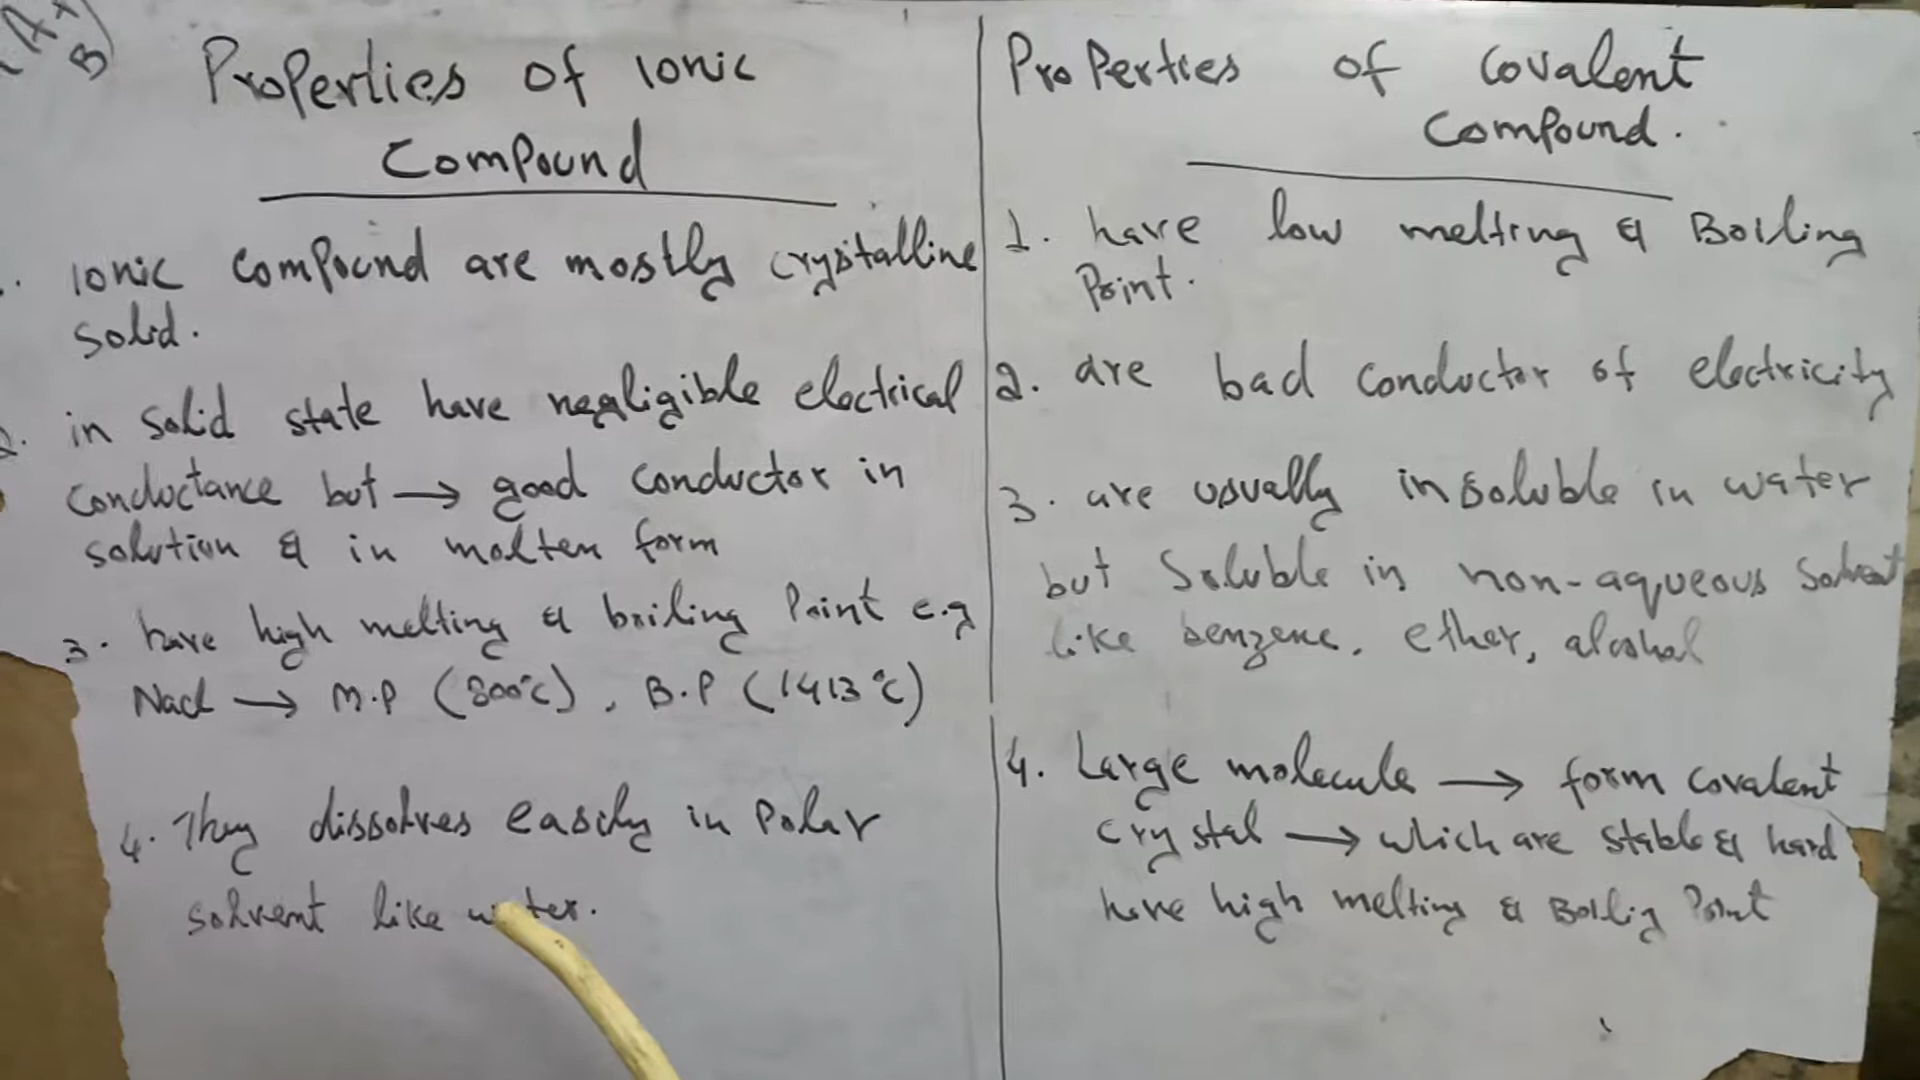 A+
B
Properties of Ionic
Compound
1. Ionic Compound are mostly crystalline
solid.
2. in solid state have negligible electrical
conductance but → good conductor in
solution & in molten form
3. have high melting & boiling Point e.g
Nacl → M.P (800°C), B.P (1413°C)
4. They dissolves easily in Polar
solvent like water.
Properties of Covalent
Compound.
1. have low melting & Boiling
Point.
2. are bad conductor of electricity
3. are usually insoluble in water
but Soluble in non-aqueous Solvent
like benzene, ether, alcohal
4. Large molecule → form covalent
crystal → which are stable & hard
have high melting & Boilig Point